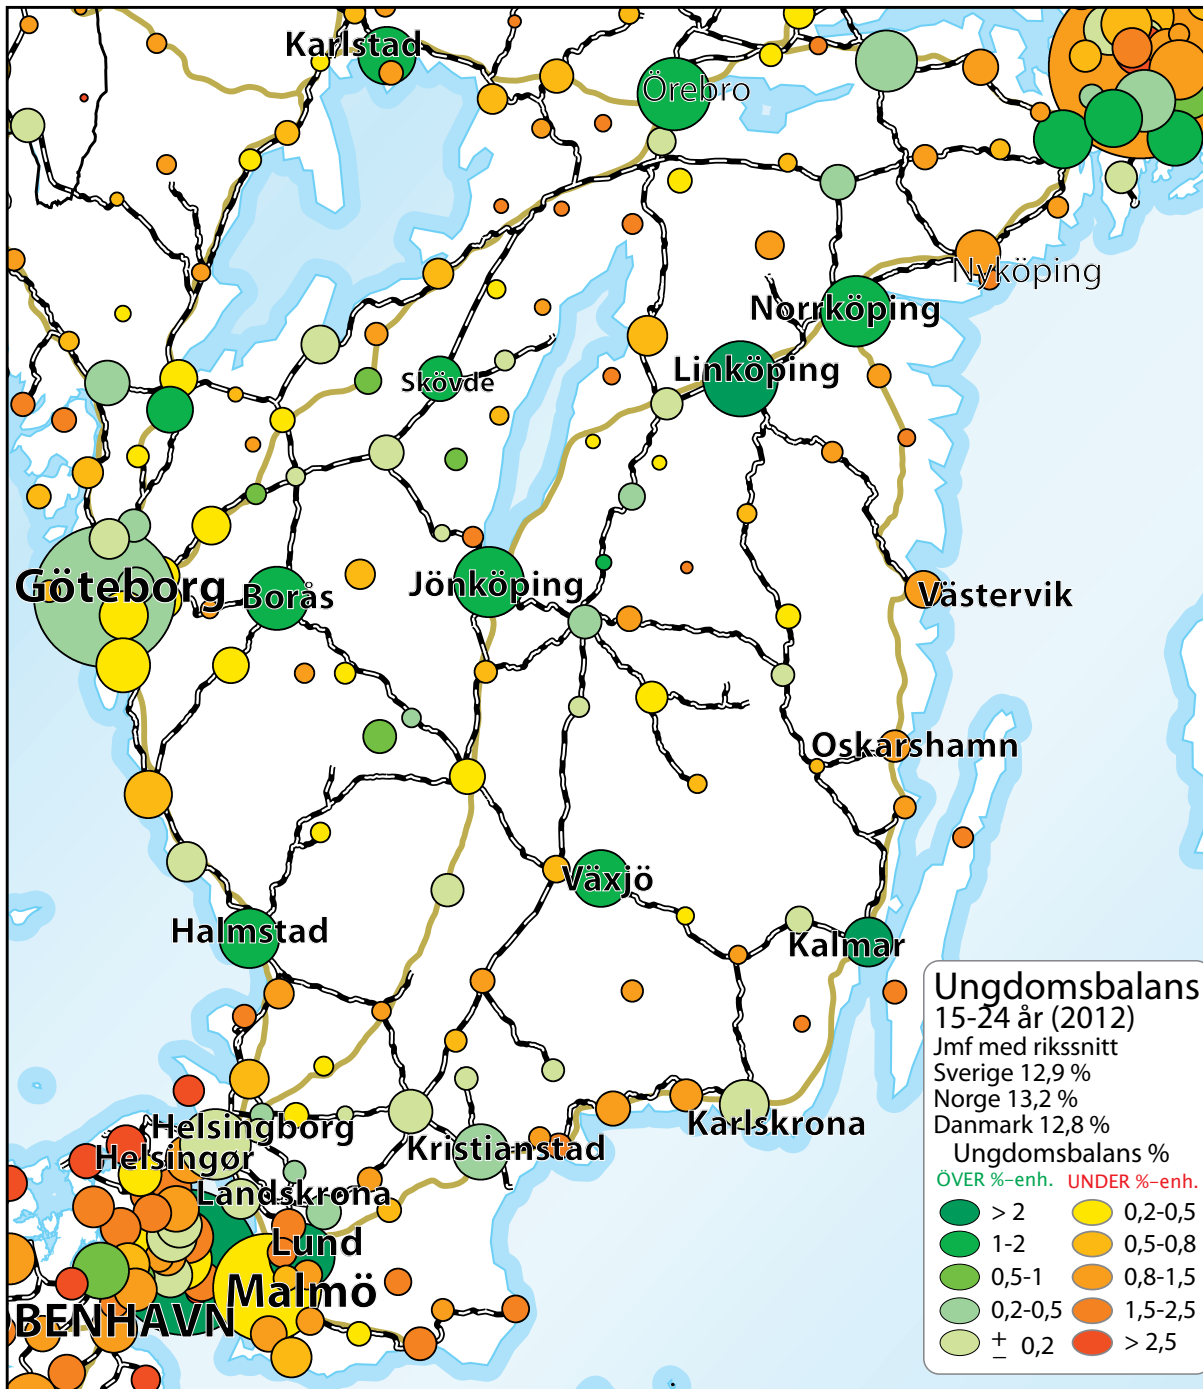 Karlstad
Örebro
Nyköping
Norrköping
Linköping
Skövde
Göteborg
Borås
Jönköping
Västervik
Oskarshamn
Växjö
Halmstad
Kalmar
Karlskrona
Helsingborg
Kristianstad
Helsingør
Landskrona
Lund
Malmö
BENHAVN
Ungdomsbalans
15-24 år (2012)
Jmf med rikssnitt
Sverige 12,9 %
Norge 13,2 %
Danmark 12,8 %
Ungdomsbalans %
ÖVER %-enh. UNDER %-enh.
> 2 0,2-0,5
1-2 0,5-0,8
0,5-1 0,8-1,5
0,2-0,5 1,5-2,5
± 0,2 > 2,5